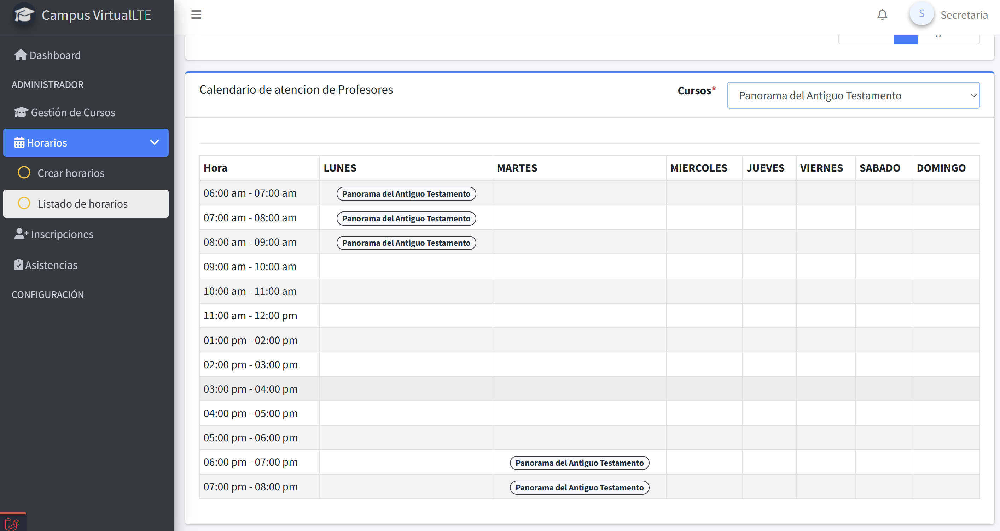 Campus VirtualLTE
S
Secretaria
Dashboard
ADMINISTRADOR
Gestión de Cursos
Horarios
Crear horarios
Listado de horarios
Inscripciones
Asistencias
CONFIGURACIÓN
Calendario de atencion de Profesores
Cursos* Panorama del Antiguo Testamento
Hora LUNES MARTES MIERCOLES JUEVES VIERNES SABADO DOMINGO
06:00 am - 07:00 am Panorama del Antiguo Testamento
07:00 am - 08:00 am Panorama del Antiguo Testamento
08:00 am - 09:00 am Panorama del Antiguo Testamento
09:00 am - 10:00 am
10:00 am - 11:00 am
11:00 am - 12:00 pm
01:00 pm - 02:00 pm
02:00 pm - 03:00 pm
03:00 pm - 04:00 pm
04:00 pm - 05:00 pm
05:00 pm - 06:00 pm
06:00 pm - 07:00 pm Panorama del Antiguo Testamento
07:00 pm - 08:00 pm Panorama del Antiguo Testamento